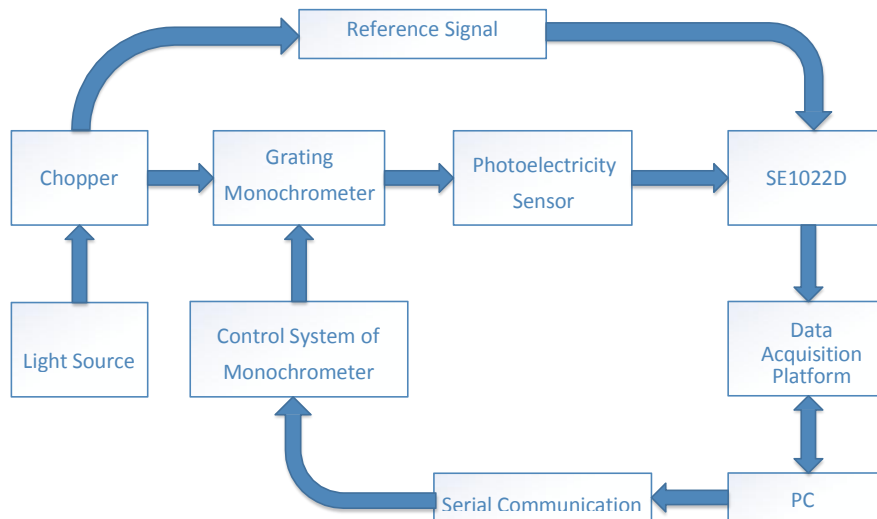 Reference Signal
Chopper
Grating
Monochrometer
Photoelectricity
Sensor
SE1022D
Light Source
Control System of
Monochrometer
Data
Acquisition
Platform
Serial Communication
PC